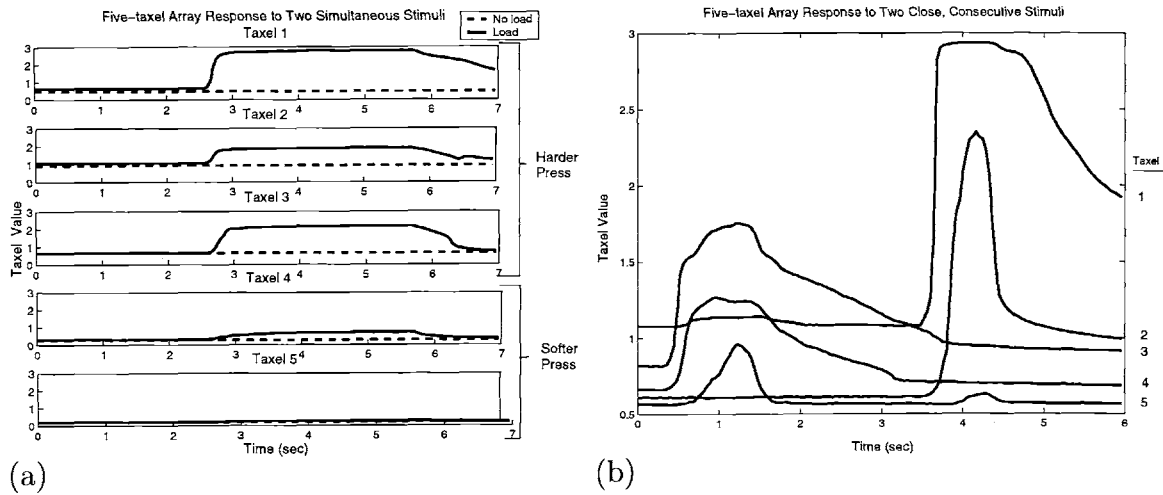 Five-taxel Array Response to Two Simultaneous Stimuli
No load
Load
Taxel 1
3
2
1
0
0 1 2 3 4 5 6 7
Taxel 2
3
2
1
0
0 1 2 3 4 5 6 7
Taxel 3
3
2
1
0
0 1 2 3 4 5 6 7
Taxel 4
3
2
1
0
0 1 2 3 4 5 6 7
Taxel 5
3
2
1
0
0 1 2 3 4 5 6 7
Taxel Value
Time (sec)
Harder
Press
Softer
Press
(a)
Five-taxel Array Response to Two Close, Consecutive Stimuli
3
2.5
2
1.5
1
0.5
Taxel Value
0 1 2 3 4 5 6
Time (sec)
Taxel
1
2
3
4
5
(b)